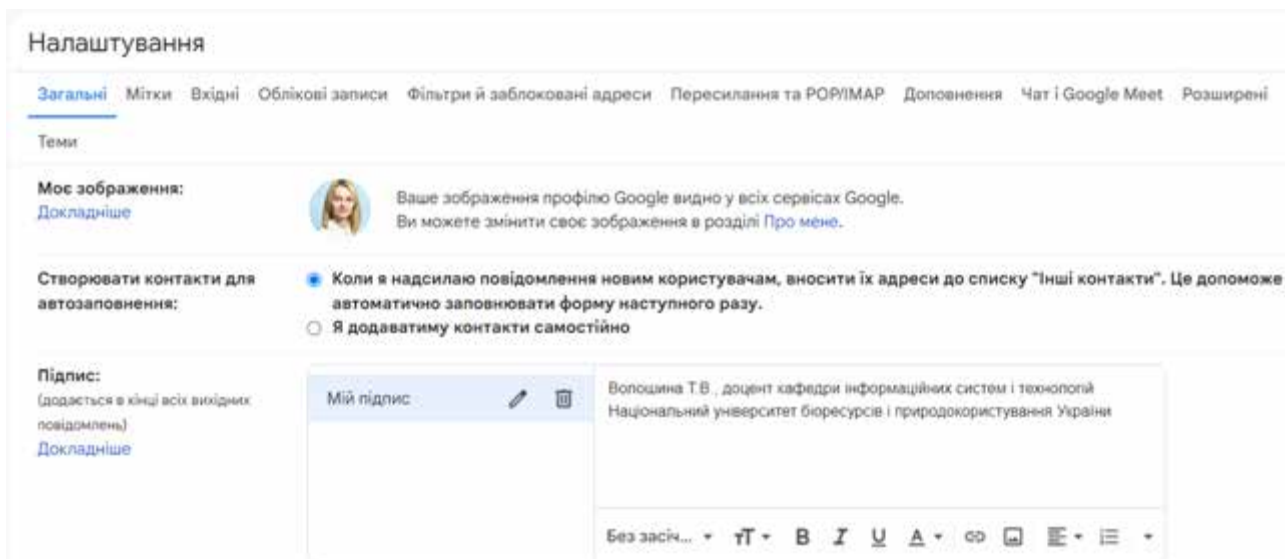 Налаштування
Загальні Мітки Вхідні Облікові записи Фільтри й заблоковані адреси Пересилання та POP/IMAP Доповнення Чат і Google Meet Розширені
Теми
Моє зображення:
Докладніше
Ваше зображення профілю Google видно у всіх сервісах Google.
Ви можете змінити своє зображення в розділі Про мене.
Створювати контакти для
автозаповнення:
Коли я надсилаю повідомлення новим користувачам, вносити їх адреси до списку "Інші контакти". Це допоможе
автоматично заповнювати форму наступного разу.
Я додаватиму контакти самостійно
Підпис:
(додається в кінці всіх вихідних
повідомлень)
Докладніше
Мій підпис
Волошина Т.В., доцент кафедри інформаційних систем і технологій
Національний університет біоресурсів і природокористування України
Без засіч... тT B I U A